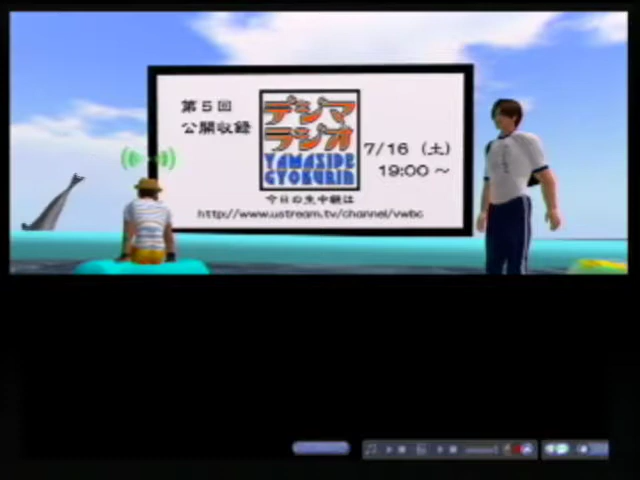 第5回
公開収録
デジマ
ラジオ
YAMASIDE
GYOKURIN
7/16 (土)
19:00～
今日の生中継は
http://www.ustream.tv/channel/vwbc